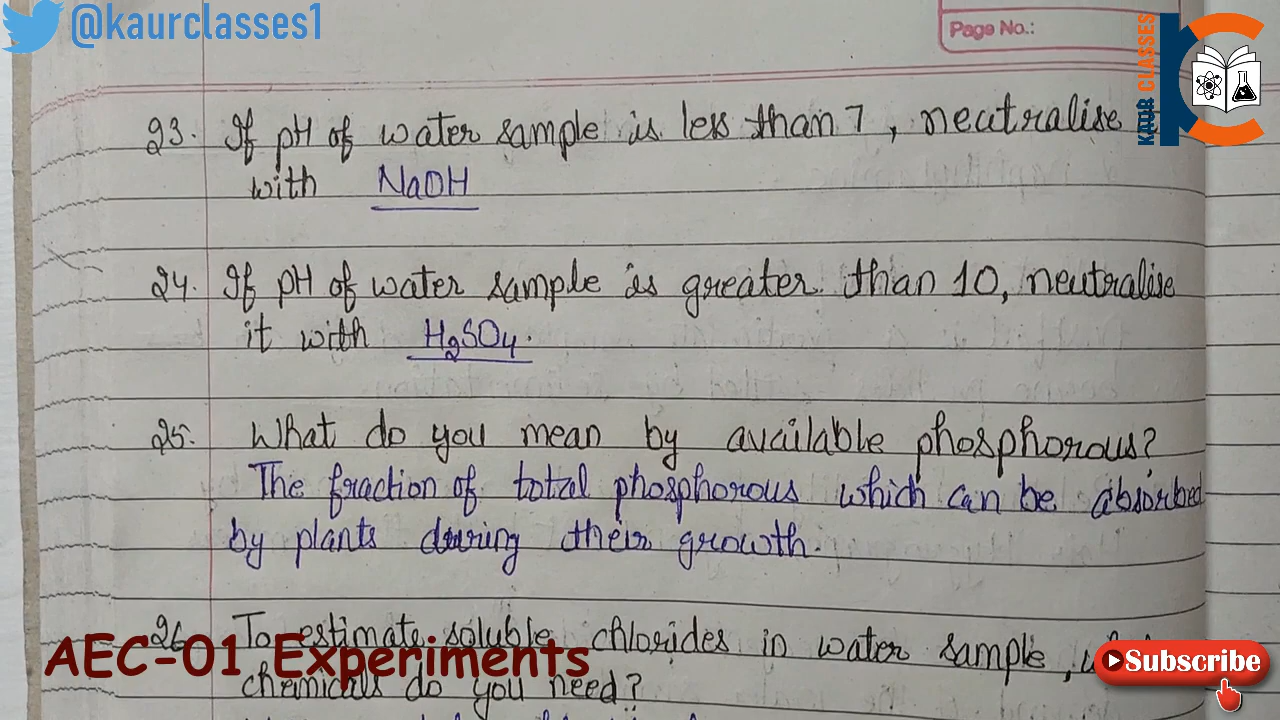 @kaurclasses1
Page No.:
KAUR CLASSES
23. If pH of water sample is less than 7, neutralise
with NaOH
24. If pH of water sample is greater than 10, neutralise
it with H2SO4.
25. What do you mean by available phosphorous?
The fraction of total phosphorous which can be absorbed
by plants during their growth.
26. To estimate soluble chlorides in water sample,
chemicals do you need?
AEC-01 Experiments
Subscribe